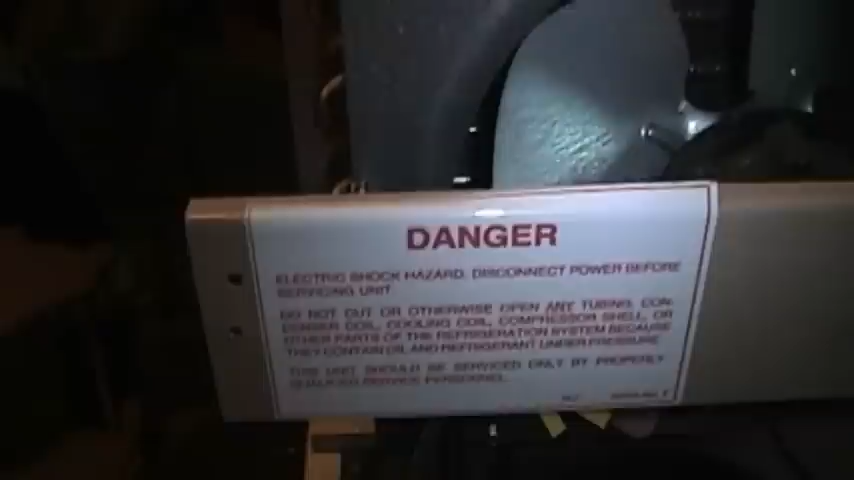 DANGER
ELECTRIC SHOCK HAZARD. DISCONNECT POWER BEFORE
SERVICING UNIT.
DO NOT CUT OR OTHERWISE OPEN ANY TUBING, CON-
DENSER COIL, COOLING COIL, COMPRESSOR SHELL, OR
OTHER PARTS OF THE REFRIGERATION SYSTEM BECAUSE
THEY CONTAIN OIL AND REFRIGERANT UNDER PRESSURE.
THIS UNIT SHOULD BE SERVICED ONLY BY PROPERLY
QUALIFIED SERVICE PERSONNEL.